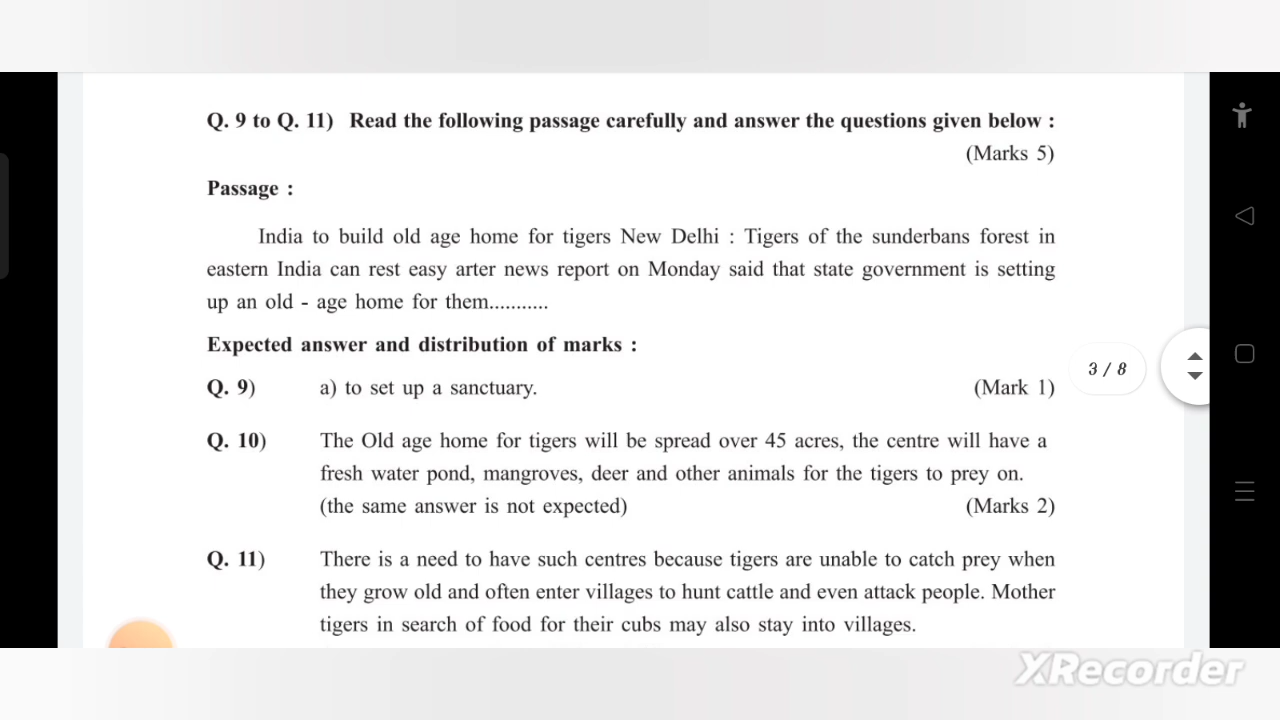 Q. 9 to Q. 11) Read the following passage carefully and answer the questions given below :
(Marks 5)
Passage :
India to build old age home for tigers New Delhi : Tigers of the sunderbans forest in
eastern India can rest easy arter news report on Monday said that state government is setting
up an old - age home for them...........
Expected answer and distribution of marks :
Q. 9) a) to set up a sanctuary. (Mark 1)
3 / 8
Q. 10) The Old age home for tigers will be spread over 45 acres, the centre will have a
fresh water pond, mangroves, deer and other animals for the tigers to prey on.
(the same answer is not expected) (Marks 2)
Q. 11) There is a need to have such centres because tigers are unable to catch prey when
they grow old and often enter villages to hunt cattle and even attack people. Mother
tigers in search of food for their cubs may also stay into villages.
XRecorder